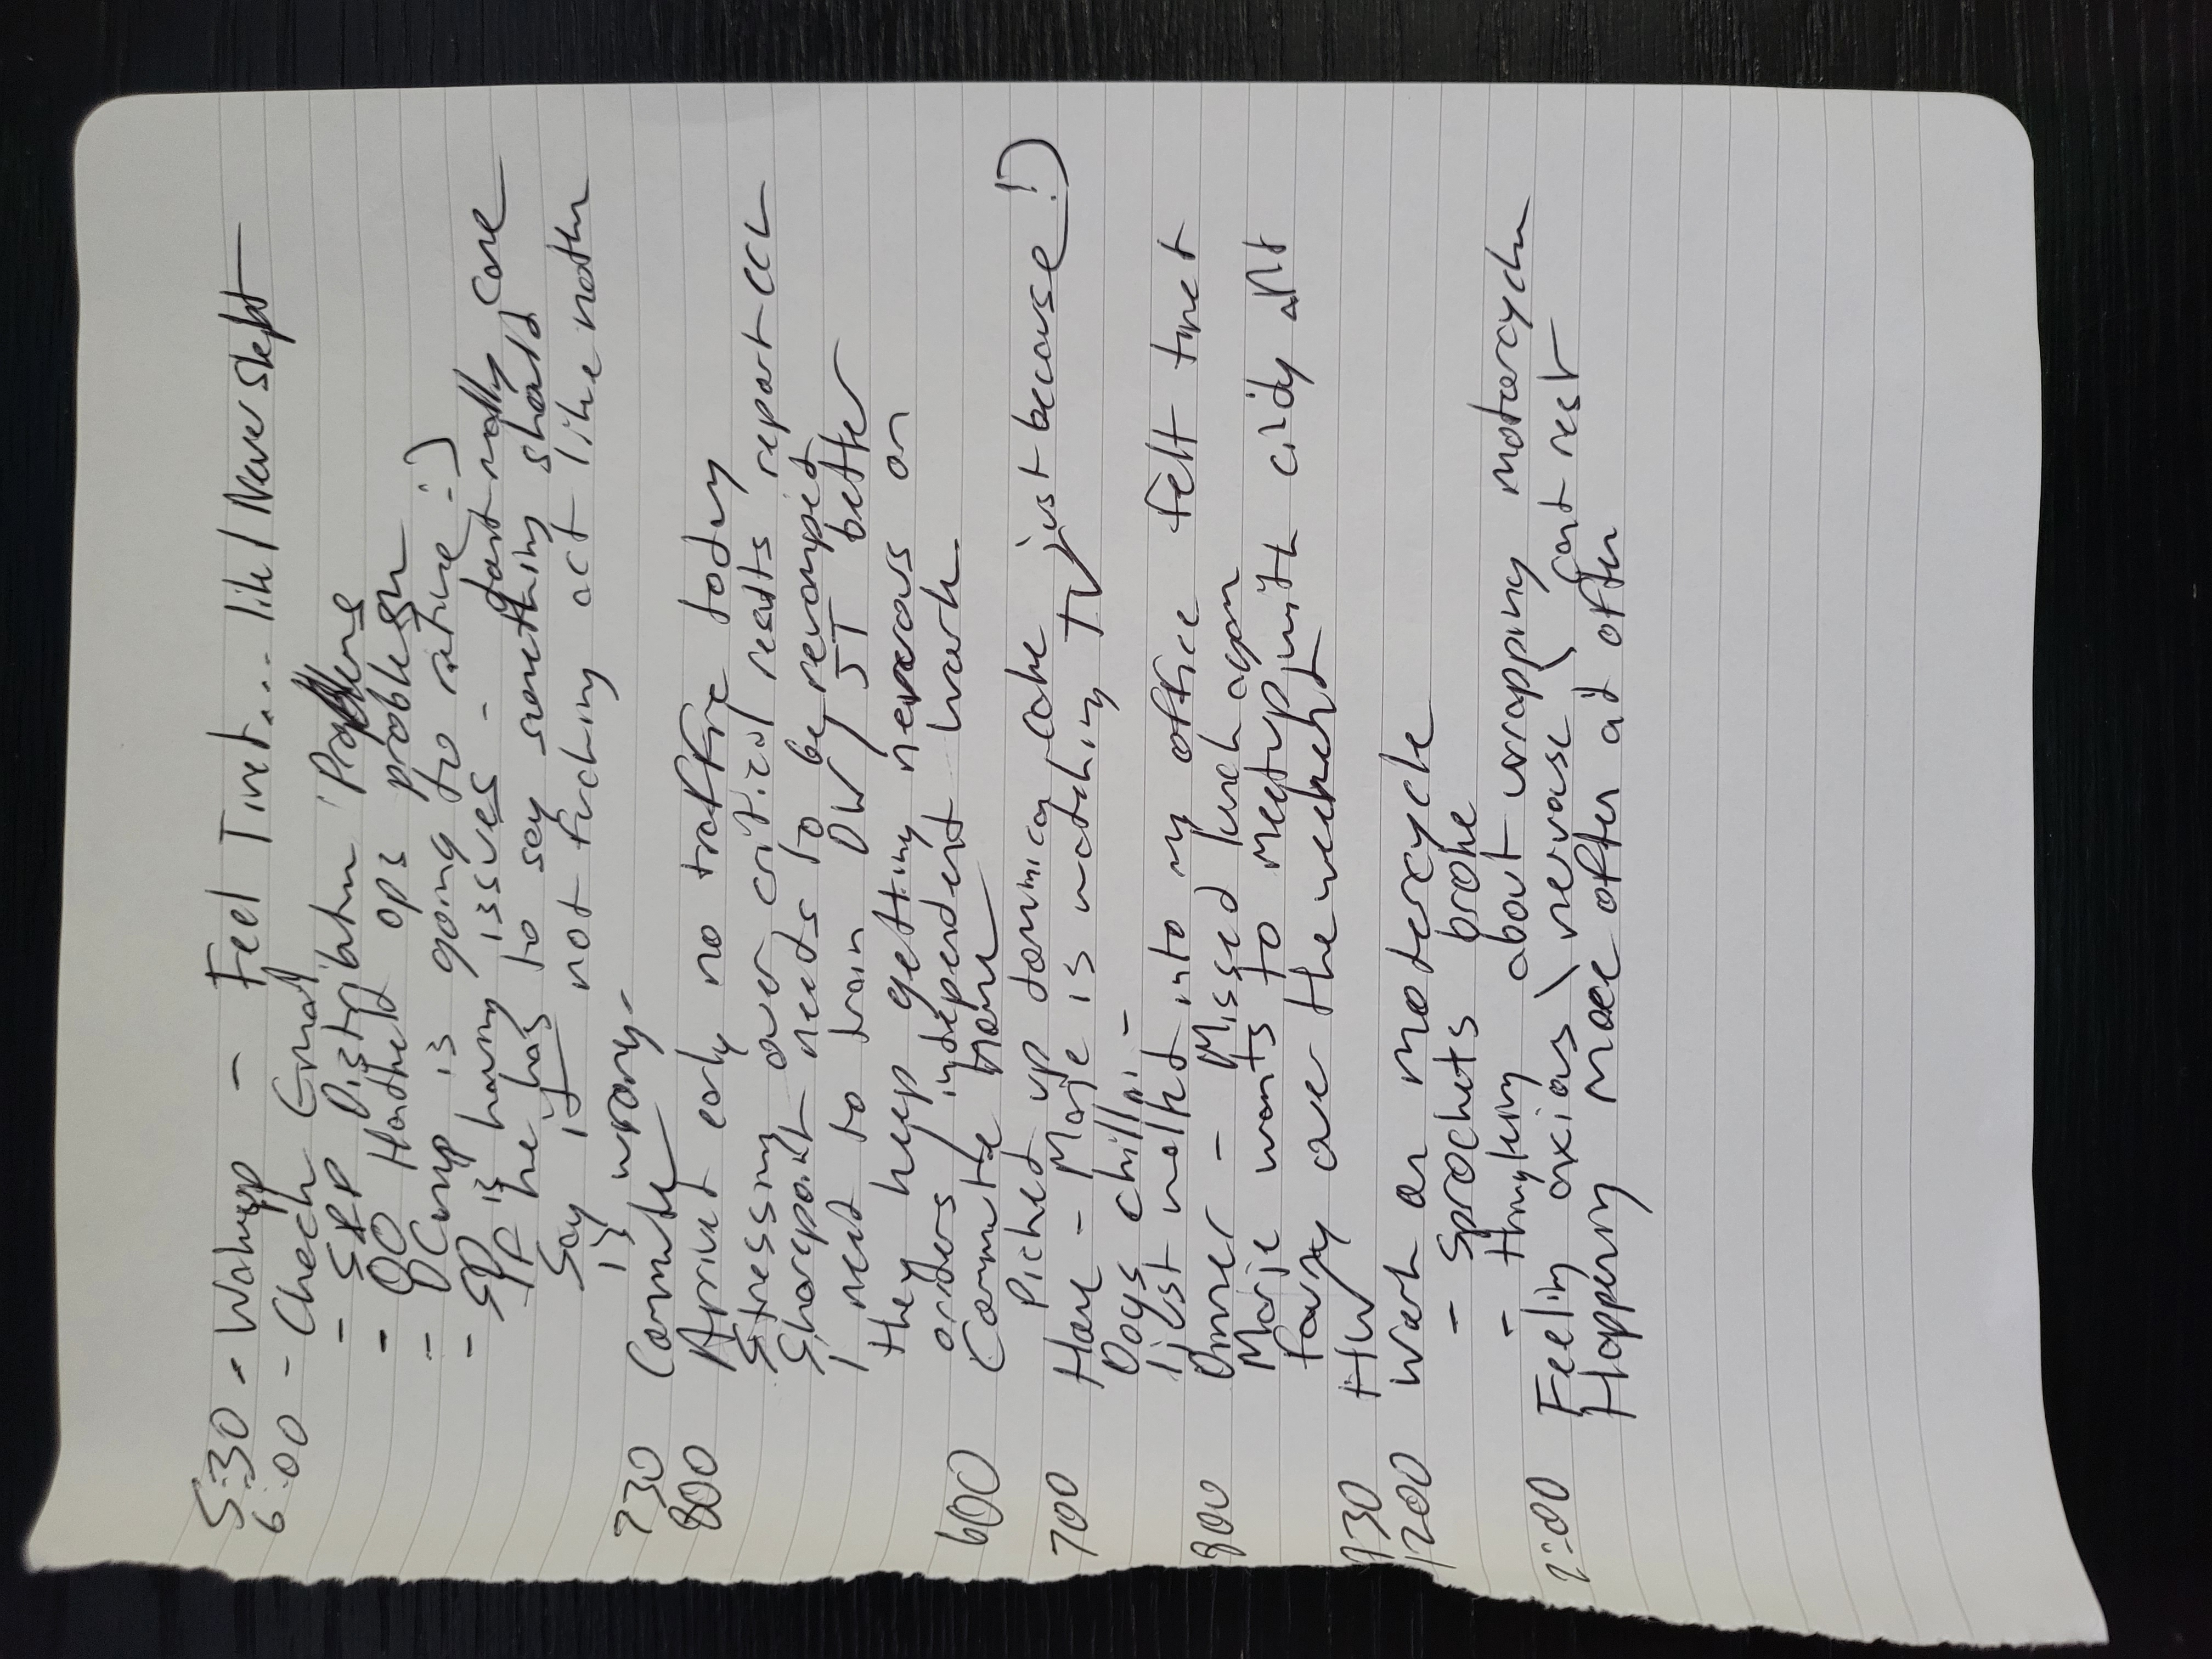 5:30 - Wakeup - Feel Tired... like I Never Slept
6:00 - Check Email
- SRP Distribution Problems
- OO Handheld ops problem
- DCamp is going to retire :)
- SD is having issues - dont really care
If he has to say something should
Say it not fucking act like nothin
is wrong-
730 Commute
800 Arrived early no traffic today
Stressing over critical results report CCL
Sharepoint needs to be revamped
I need to train DW / JT better
they keep getting nervous on
orders / independent work
600 Commute Home
Picked up dominican cake just because !)
700 Home - Marje is watching TV
Dogs chillin -
I just walked into my office felt tired
800 Dinner - Missed lunch again
Marje wants to meetup with cindy and
family over the weekend
930 HW
1200 Work on motorcycle
- Sprockets broke
- thinking about wrapping motorcycle
2:00 Feeling anxious \ nervous \ cant rest
Happening more often and often